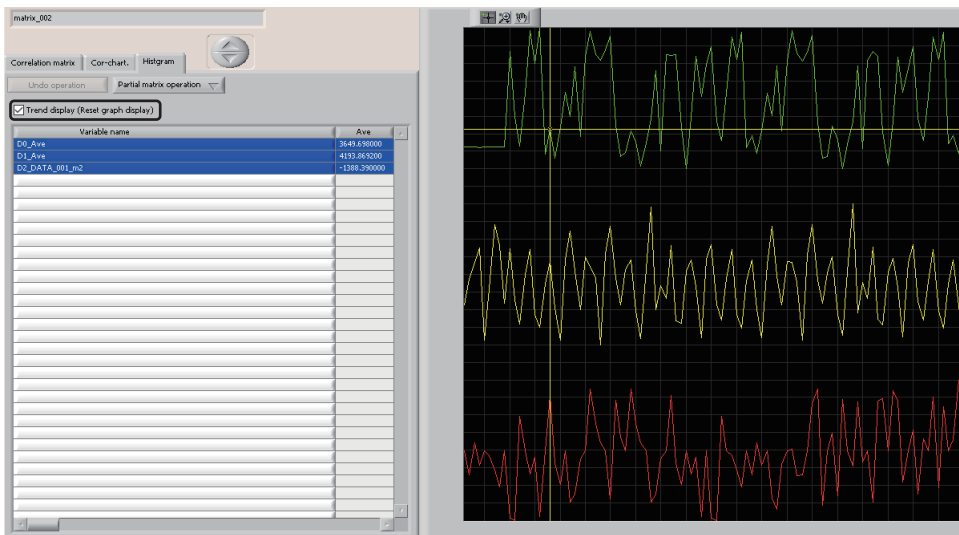 matrix_002
Correlation matrix Cor-chart. Histgram
Undo operation Partial matrix operation
Trend display (Reset graph display)
Variable name Ave
D0_Ave 3649.698000
D1_Ave 4193.869200
D2_DATA_001_m2 -1388.390000